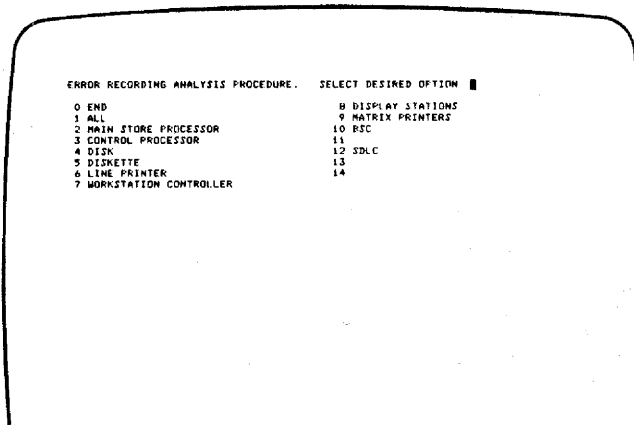 ERROR RECORDING ANALYSIS PROCEDURE. SELECT DESIRED OPTION
0 END
1 ALL
2 MAIN STORE PROCESSOR
3 CONTROL PROCESSOR
4 DISK
5 DISKETTE
6 LINE PRINTER
7 WORKSTATION CONTROLLER
8 DISPLAY STATIONS
9 MATRIX PRINTERS
10 BSC
11
12 SDLC
13
14